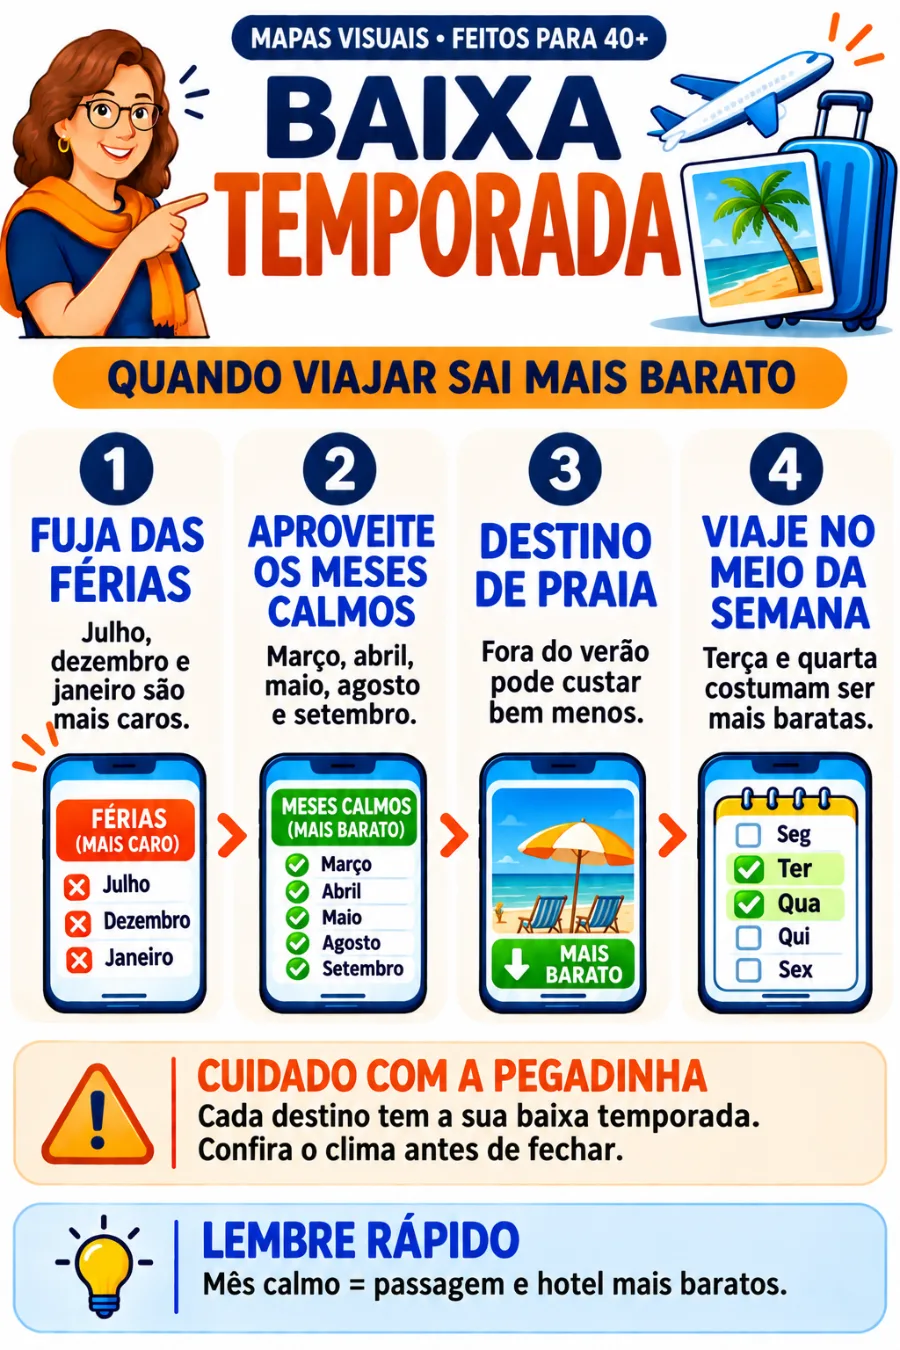 MAPAS VISUAIS • FEITOS PARA 40+
BAIXA
TEMPORADA
QUANDO VIAJAR SAI MAIS BARATO
1
FUJA DAS
FÉRIAS
Julho,
dezembro e
janeiro são
mais caros.
FÉRIAS
(MAIS CARO)
Julho
Dezembro
Janeiro
2
APROVEITE
OS MESES
CALMOS
Março, abril,
maio, agosto
e setembro.
MESES CALMOS
(MAIS BARATO)
Março
Abril
Maio
Agosto
Setembro
3
DESTINO
DE PRAIA
Fora do verão
pode custar
bem menos.
MAIS
BARATO
4
VIAJE NO
MEIO DA
SEMANA
Terça e quarta
costumam ser
mais baratas.
Seg
Ter
Qua
Qui
Sex
CUIDADO COM A PEGADINHA
Cada destino tem a sua baixa temporada.
Confira o clima antes de fechar.
LEMBRE RÁPIDO
Mês calmo = passagem e hotel mais baratos.